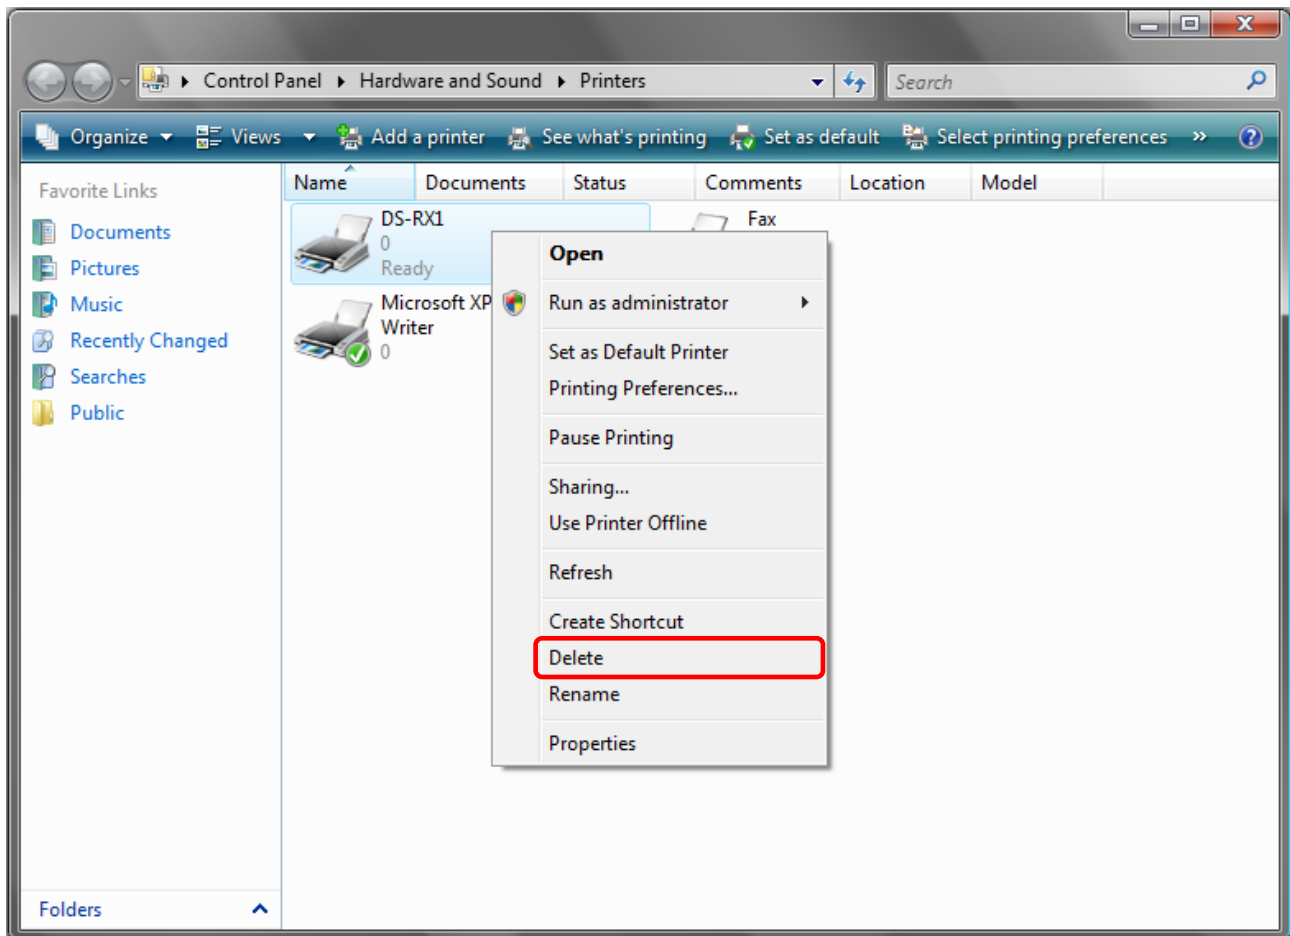 Control Panel Hardware and Sound Printers
Search
Organize Views Add a printer See what's printing Set as default Select printing preferences »
Favorite Links
Documents
Pictures
Music
Recently Changed
Searches
Public
Folders
Name Documents Status Comments Location Model
DS-RX1
0
Ready
Fax
Microsoft XP
Writer
0
Open
Run as administrator
Set as Default Printer
Printing Preferences...
Pause Printing
Sharing...
Use Printer Offline
Refresh
Create Shortcut
Delete
Rename
Properties